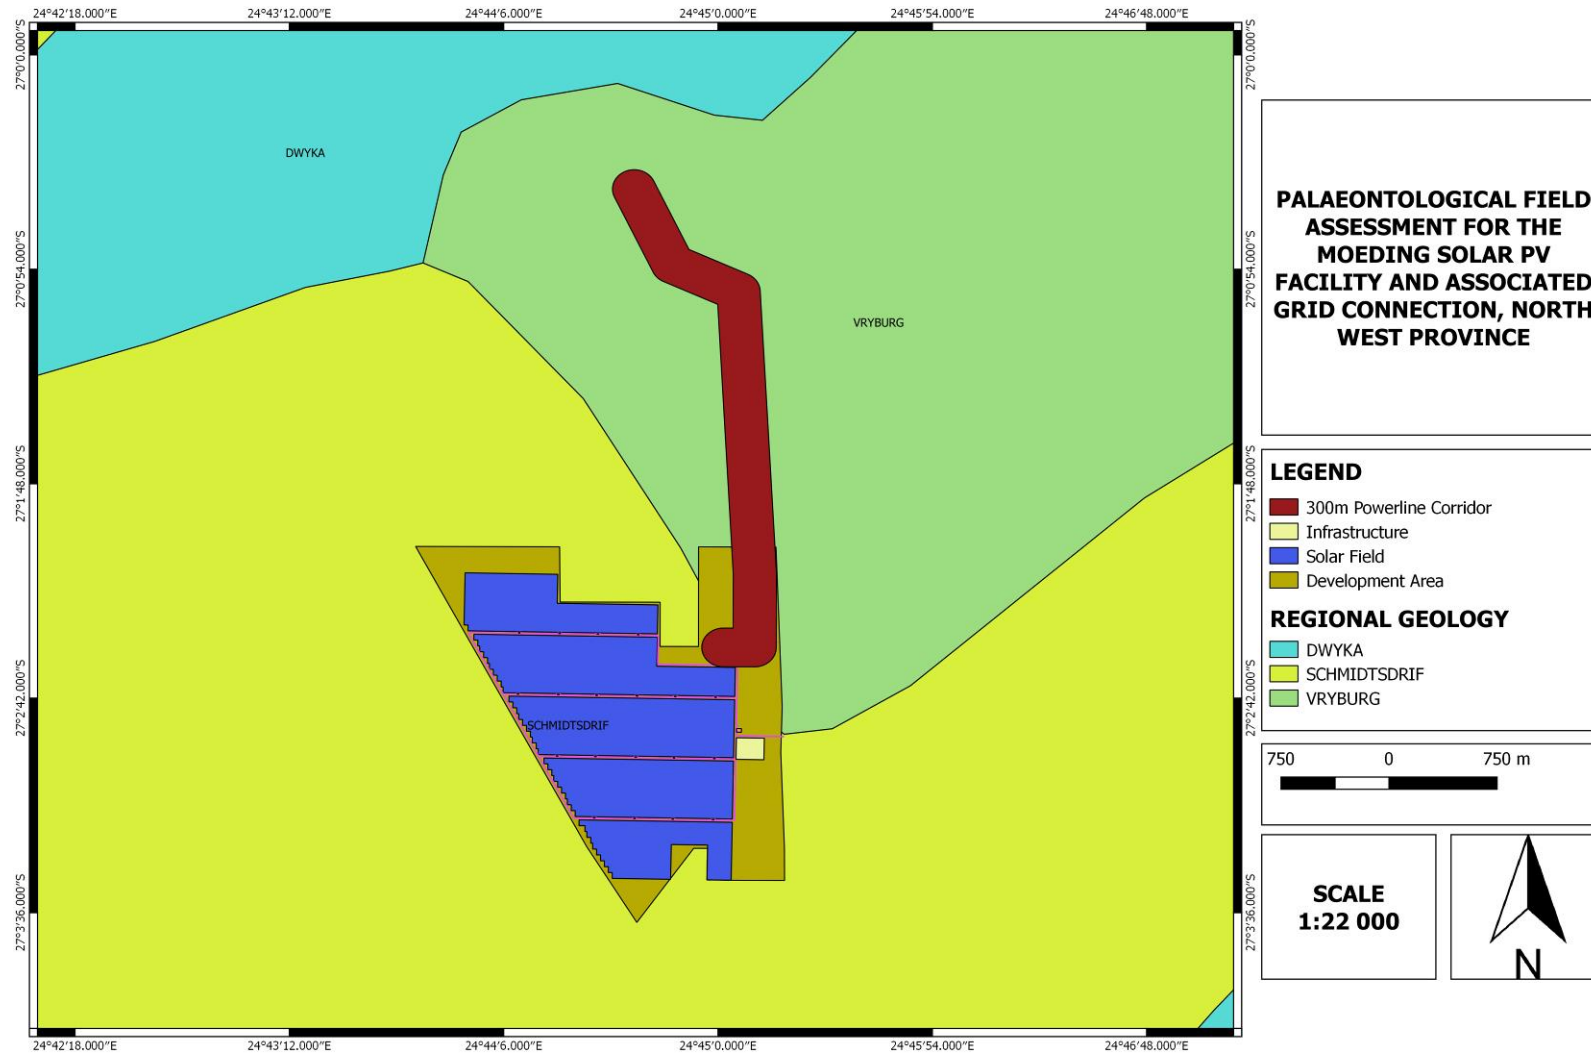 24°42'18.000"E 24°43'12.000"E 24°44'6.000"E 24°45'0.000"E 24°45'54.000"E 24°46'48.000"E
27°0'0.000"S
27°0'54.000"S
27°1'48.000"S
27°2'42.000"S
27°3'36.000"S
DWYKA
VRYBURG
SCHMIDTSDRIF
27°0'0.000"S
27°0'54.000"S
27°1'48.000"S
27°2'42.000"S
27°3'36.000"S
24°42'18.000"E 24°43'12.000"E 24°44'6.000"E 24°45'0.000"E 24°45'54.000"E 24°46'48.000"E
PALAEONTOLOGICAL FIELD
ASSESSMENT FOR THE
MOEDING SOLAR PV
FACILITY AND ASSOCIATED
GRID CONNECTION, NORTH
WEST PROVINCE
LEGEND
300m Powerline Corridor
Infrastructure
Solar Field
Development Area
REGIONAL GEOLOGY
DWYKA
SCHMIDTSDRIF
VRYBURG
750 0 750 m
SCALE
1:22 000
N